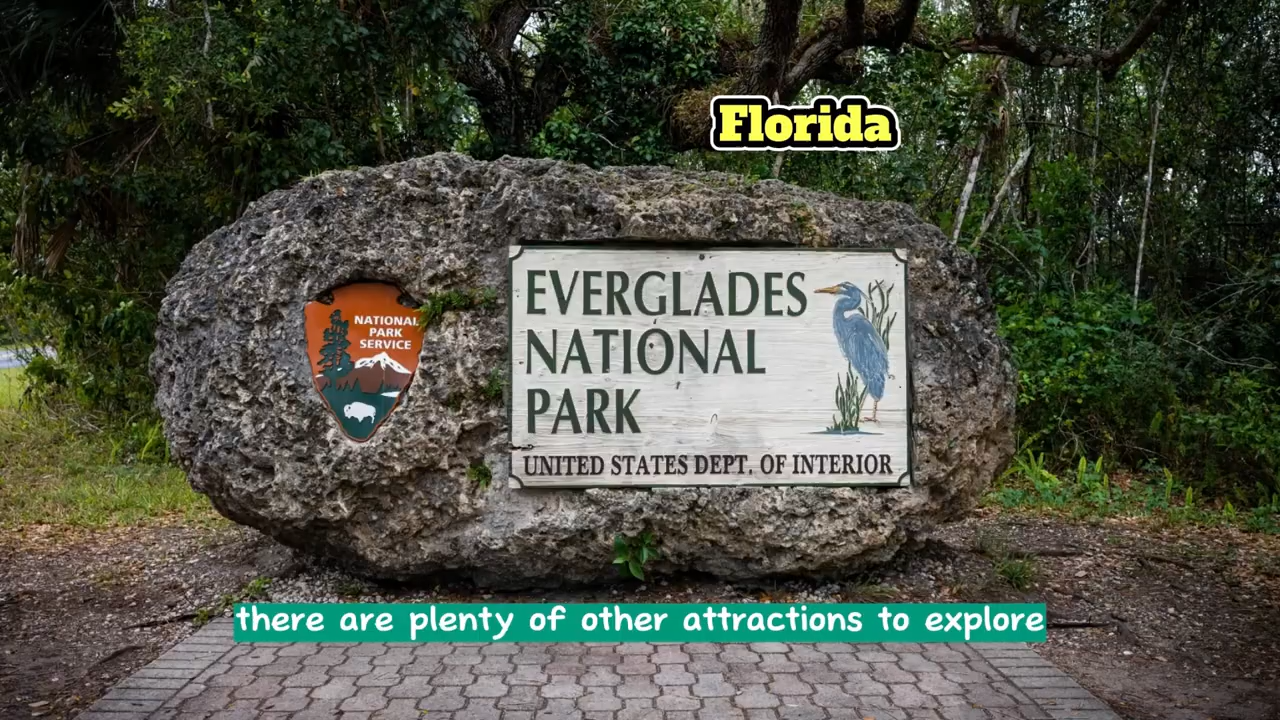 Florida
NATIONAL
PARK
SERVICE
EVERGLADES
NATIONAL
PARK
UNITED STATES DEPT. OF INTERIOR
there are plenty of other attractions to explore